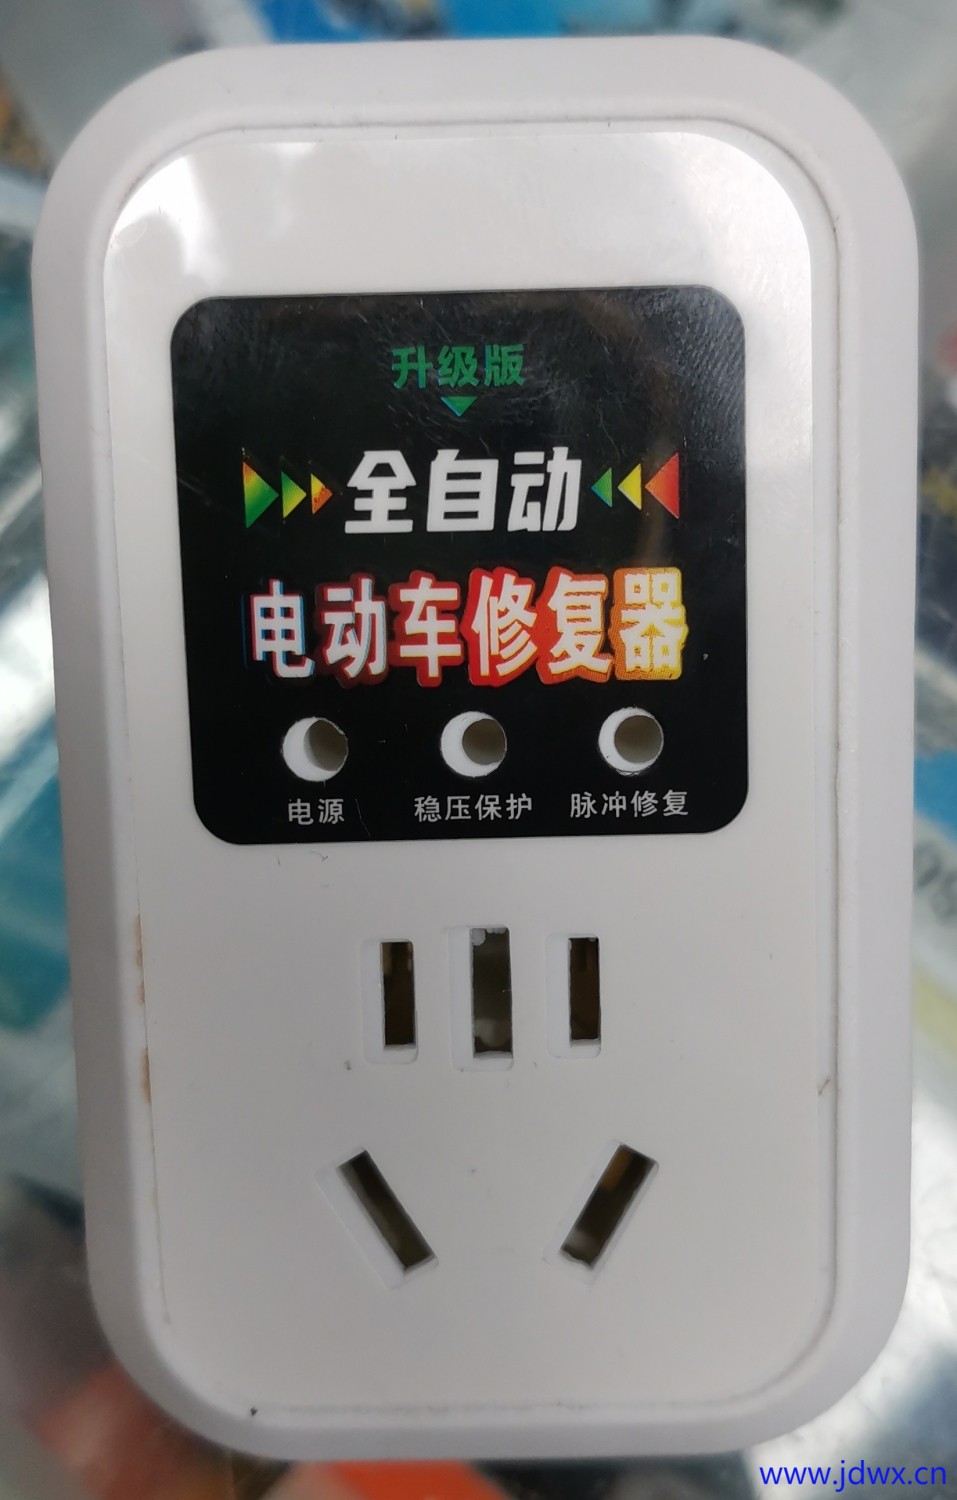 升级版
全自动
电动车修复器
电源 稳压保护 脉冲修复
www.jdwx.cn